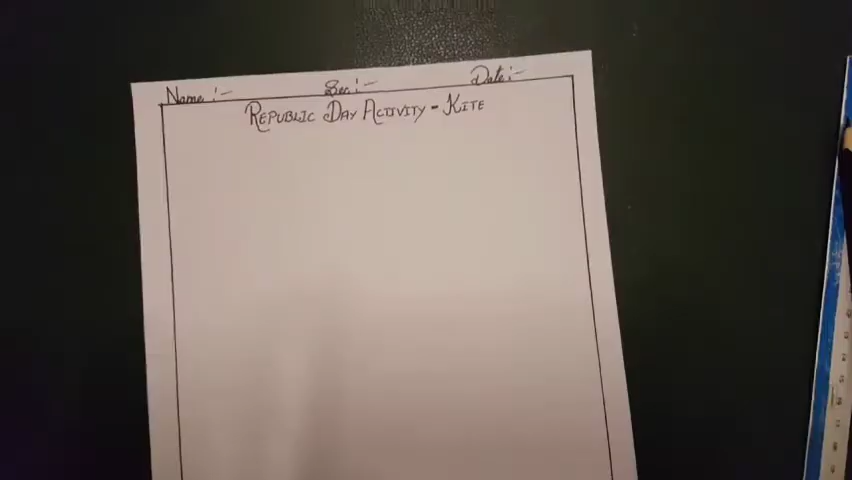 Name :- Sec :- Date :-
Republic Day Activity - Kite